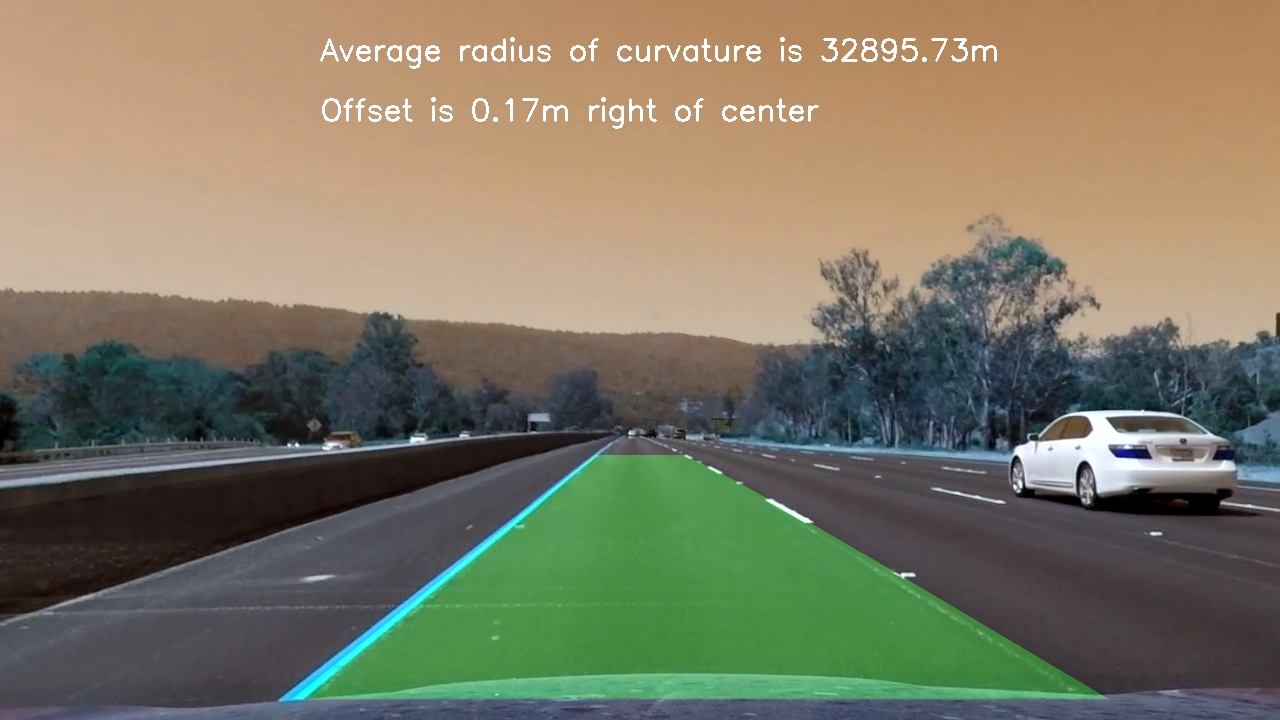 Average radius of curvature is 32895.73m
Offset is 0.17m right of center